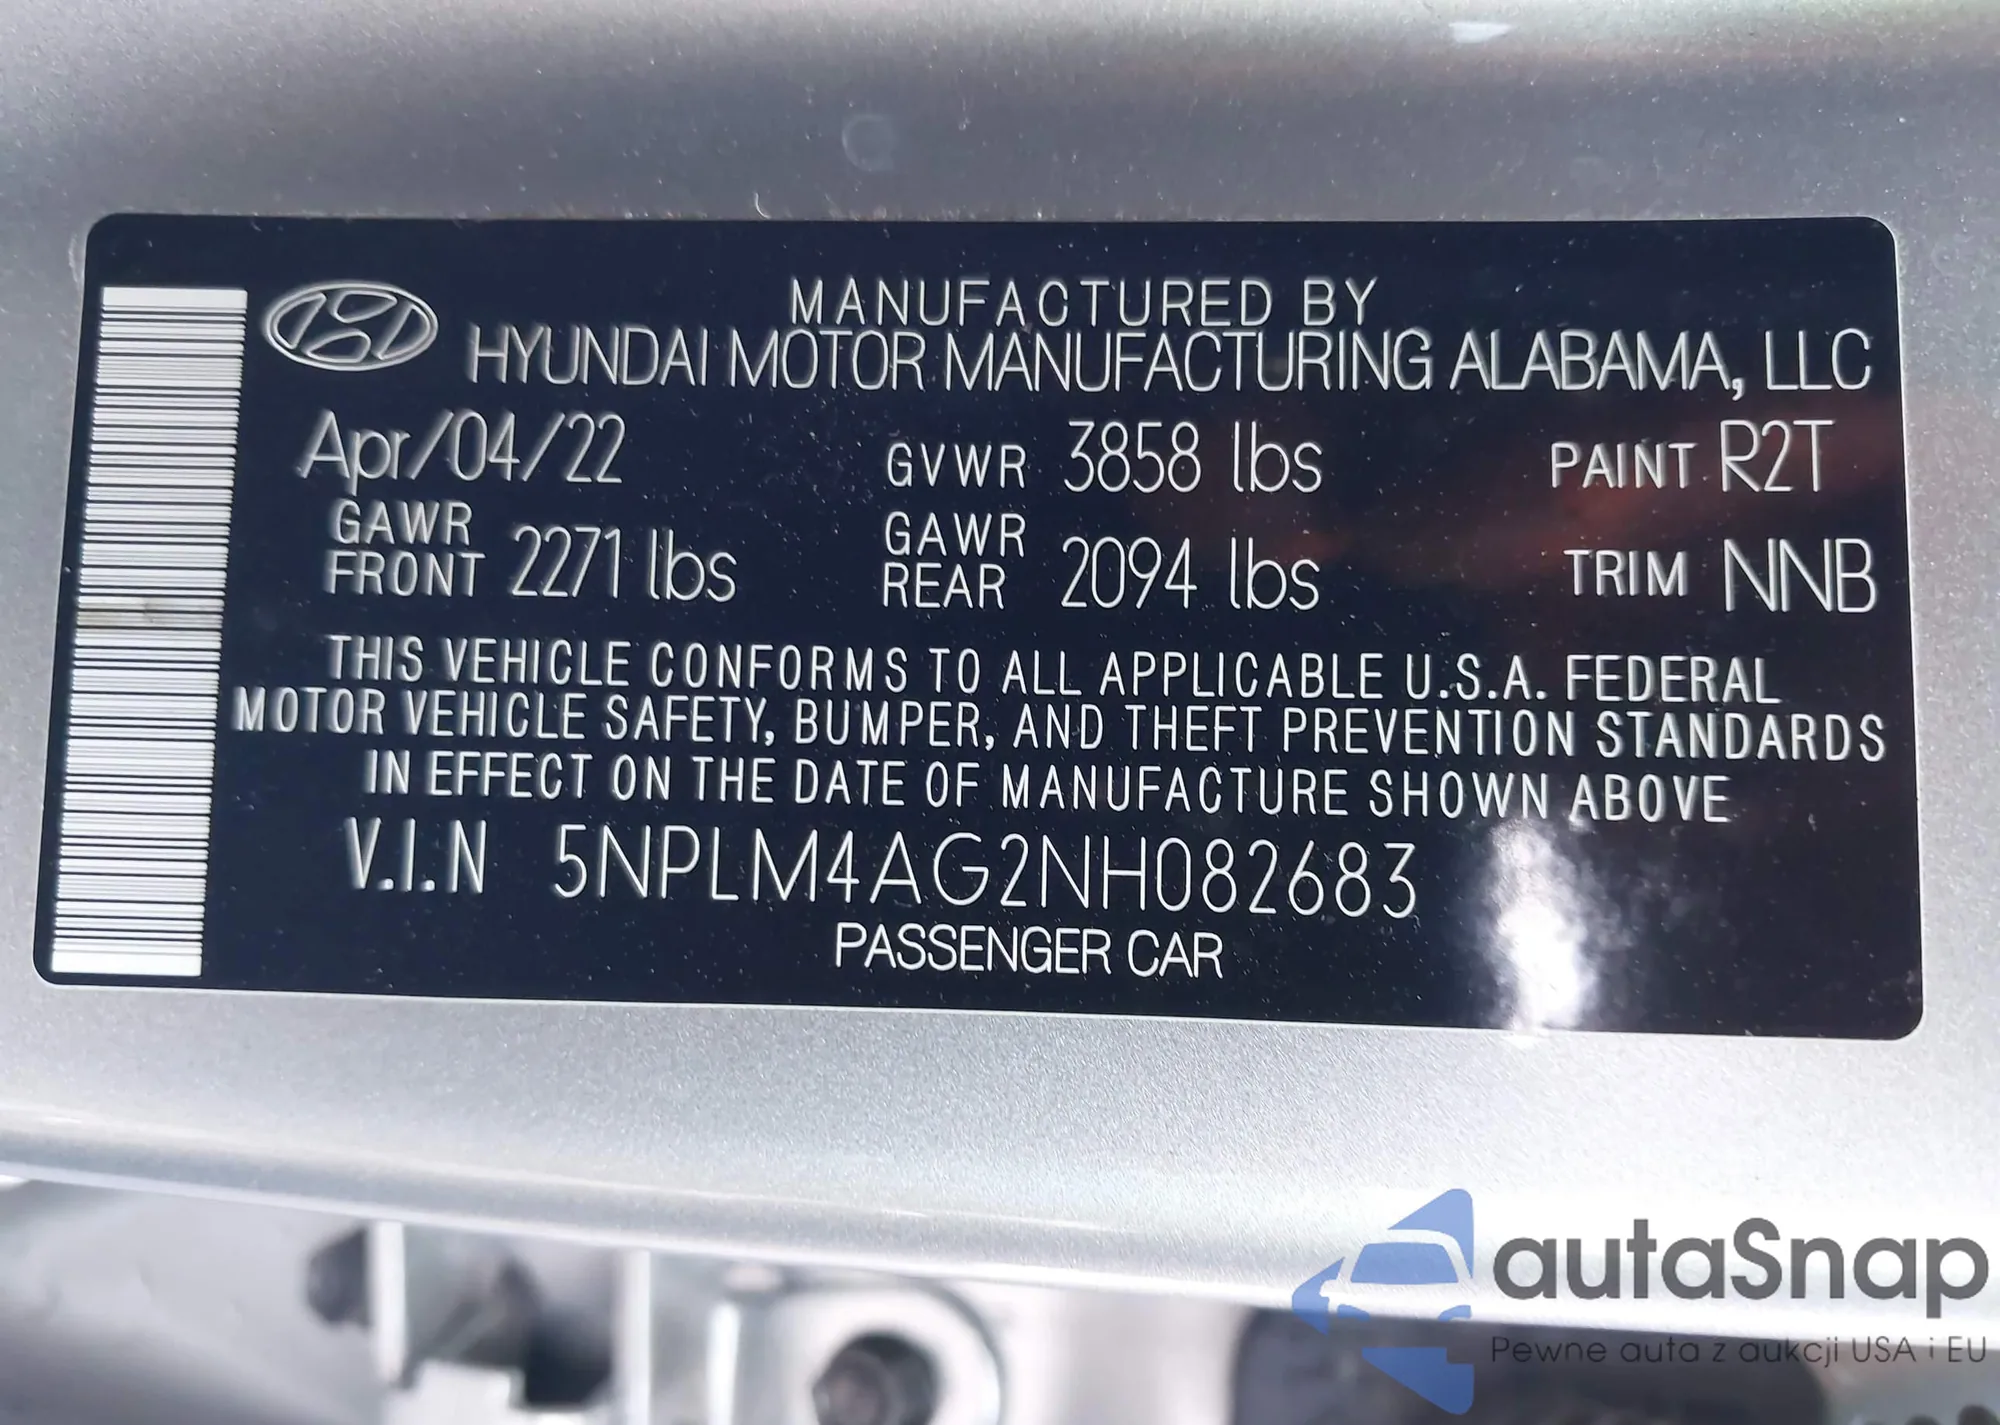 MANUFACTURED BY
HYUNDAI MOTOR MANUFACTURING ALABAMA, LLC
Apr/04/22 GVWR 3858 lbs PAINT R2T
GAWR FRONT 2271 lbs GAWR REAR 2094 lbs TRIM NNB
THIS VEHICLE CONFORMS TO ALL APPLICABLE U.S.A. FEDERAL
MOTOR VEHICLE SAFETY, BUMPER, AND THEFT PREVENTION STANDARDS
IN EFFECT ON THE DATE OF MANUFACTURE SHOWN ABOVE
V.I.N 5NPLM4AG2NH082683
PASSENGER CAR
autaSnap
Pewne auta z aukcji USA i EU